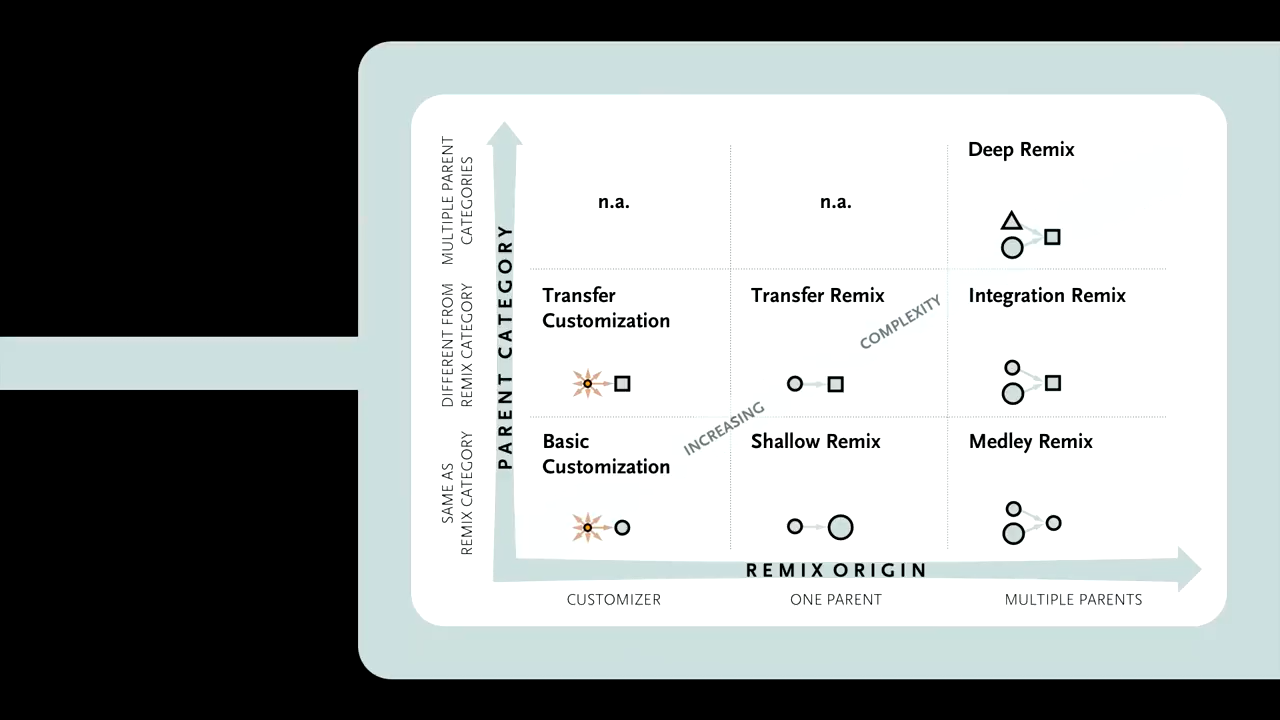 MULTIPLE PARENT
CATEGORIES
DIFFERENT FROM
REMIX CATEGORY
SAME AS
REMIX CATEGORY
PARENT CATEGORY
n.a.
n.a.
Deep Remix
Transfer
Customization
Transfer Remix
Integration Remix
INCREASING
COMPLEXITY
Basic
Customization
Shallow Remix
Medley Remix
REMIX ORIGIN
CUSTOMIZER
ONE PARENT
MULTIPLE PARENTS